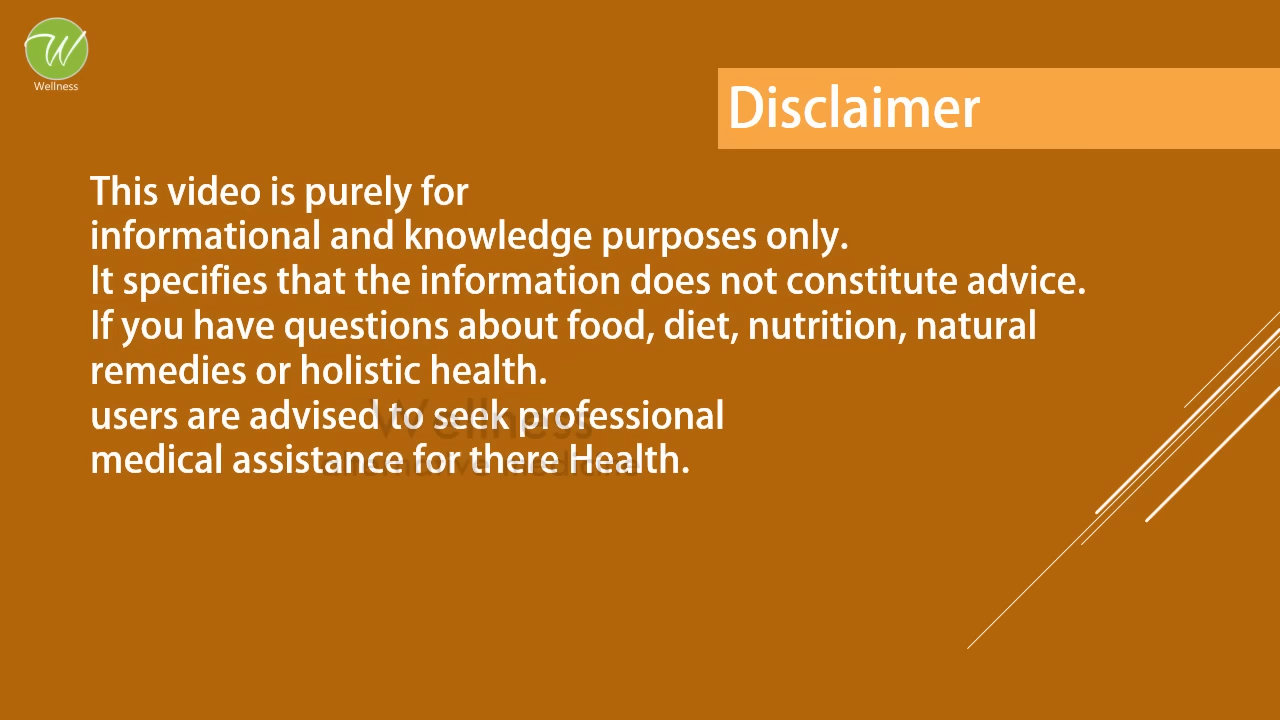 Wellness
Disclaimer
This video is purely for
informational and knowledge purposes only.
It specifies that the information does not constitute advice.
If you have questions about food, diet, nutrition, natural
remedies or holistic health.
users are advised to seek professional
medical assistance for there Health.
Wellness